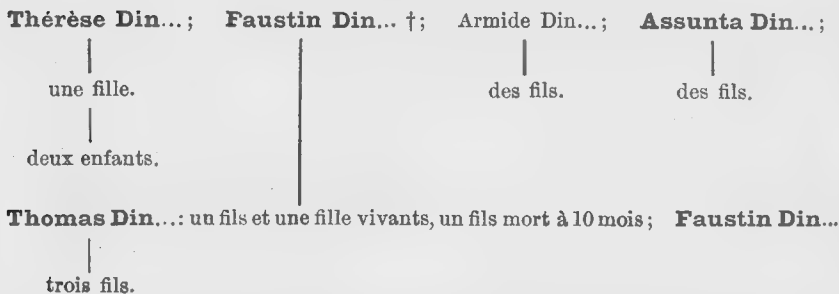 Thérèse Din...; Faustin Din... †; Armide Din...; Assunta Din...;
une fille. des fils. des fils.
deux enfants.
Thomas Din...: un fils et une fille vivants, un fils mort à 10 mois; Faustin Din...
trois fils.